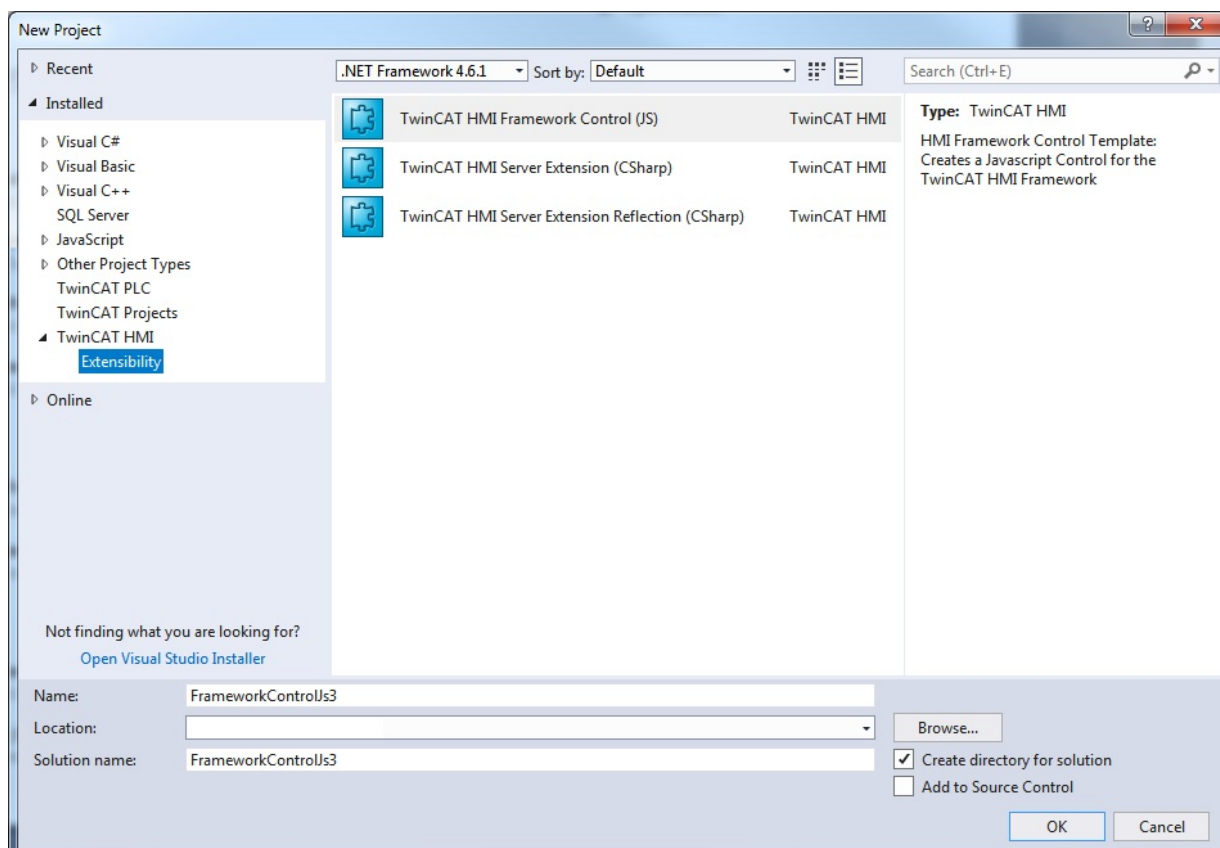 New Project
Recent
Installed
Visual C#
Visual Basic
Visual C++
SQL Server
JavaScript
Other Project Types
TwinCAT PLC
TwinCAT Projects
TwinCAT HMI
Extensibility
Online
Not finding what you are looking for?
Open Visual Studio Installer
.NET Framework 4.6.1 Sort by: Default
TwinCAT HMI Framework Control (JS) TwinCAT HMI
TwinCAT HMI Server Extension (CSharp) TwinCAT HMI
TwinCAT HMI Server Extension Reflection (CSharp) TwinCAT HMI
Search (Ctrl+E)
Type: TwinCAT HMI
HMI Framework Control Template:
Creates a Javascript Control for the
TwinCAT HMI Framework
Name: FrameworkControlJs3
Location:
Browse...
Solution name: FrameworkControlJs3
Create directory for solution
Add to Source Control
OK Cancel